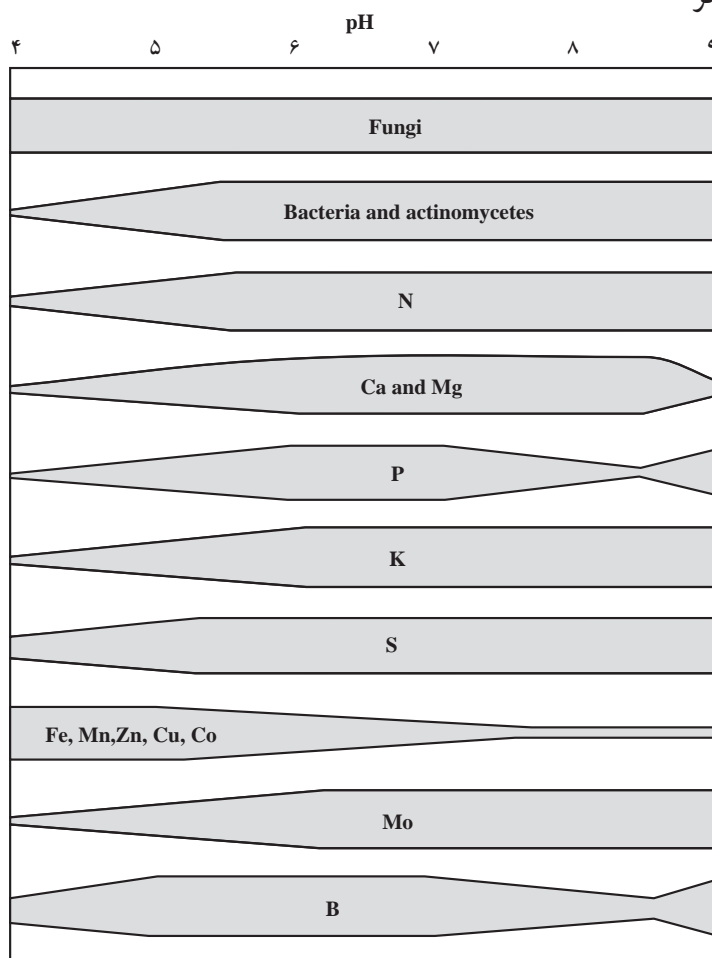 pH
۴ ۵ ۶ ۷ ۸
Fungi
Bacteria and actinomycetes
N
Ca and Mg
P
K
S
Fe, Mn,Zn, Cu, Co
Mo
B